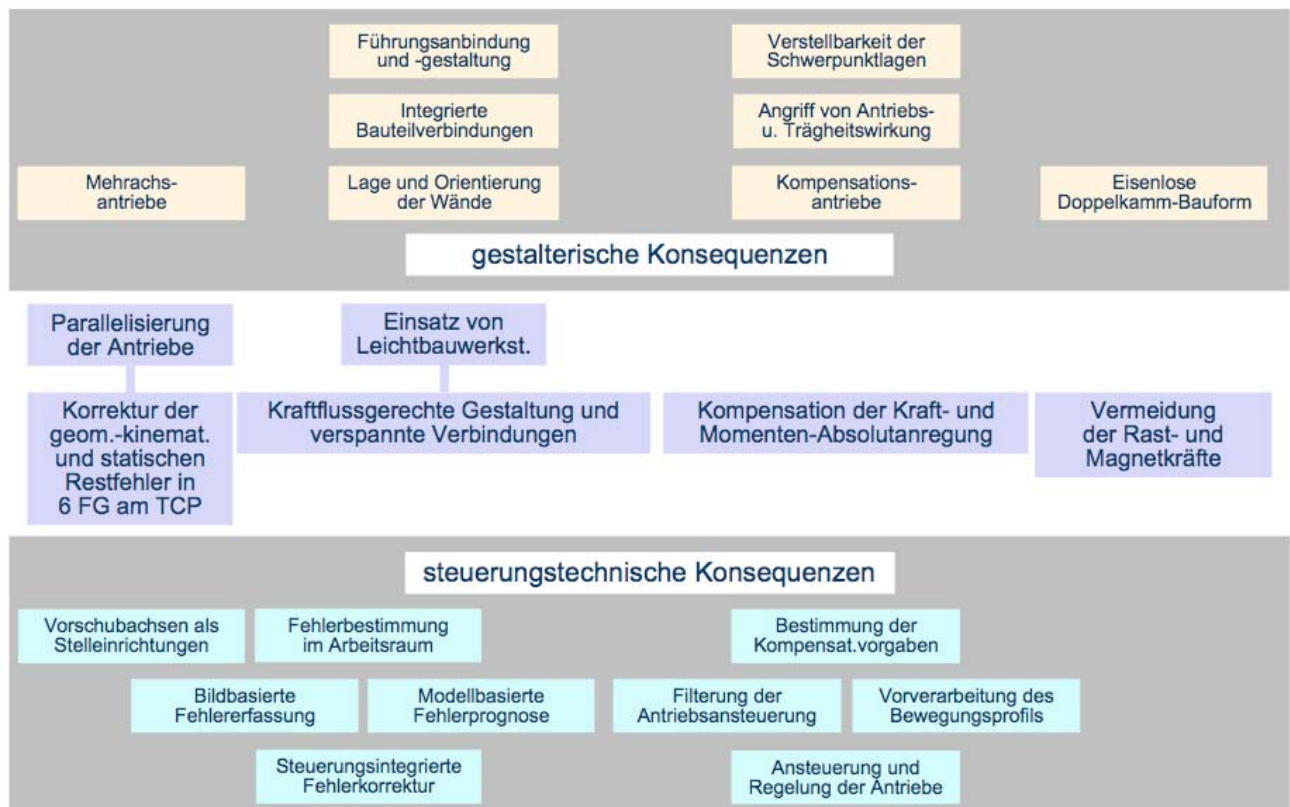 Führungsanbindung
und -gestaltung
Verstellbarkeit der
Schwerpunktlagen
Integrierte
Bauteilverbindungen
Angriff von Antriebs-
u. Trägheitswirkung
Mehrachs-
antriebe
Lage und Orientierung
der Wände
Kompensations-
antriebe
Eisenlose
Doppelkamm-Bauform
gestalterische Konsequenzen
Parallelisierung
der Antriebe
Einsatz von
Leichtbauwerkst.
Korrektur der
geom.-kinemat.
und statischen
Restfehler in
6 FG am TCP
Kraftflussgerechte Gestaltung und
verspannte Verbindungen
Kompensation der Kraft- und
Momenten-Absolutanregung
Vermeidung
der Rast- und
Magnetkräfte
steuerungstechnische Konsequenzen
Vorschubachsen als
Stelleinrichtungen
Fehlerbestimmung
im Arbeitsraum
Bestimmung der
Kompensat.vorgaben
Bildbasierte
Fehlererfassung
Modellbasierte
Fehlerprognose
Filterung der
Antriebsansteuerung
Vorverarbeitung des
Bewegungsprofils
Steuerungsintegrierte
Fehlerkorrektur
Ansteuerung und
Regelung der Antriebe